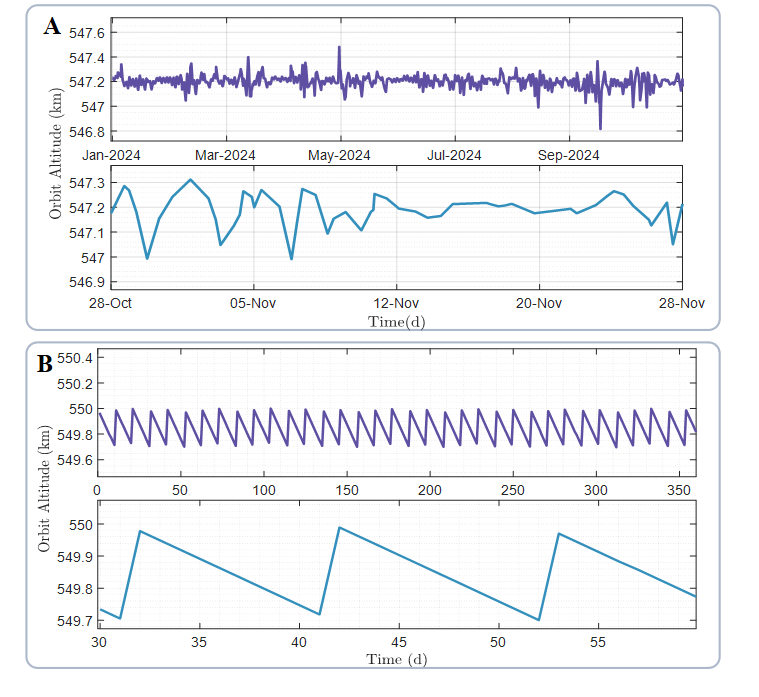 A
547.6
547.4
547.2
547
546.8
Jan-2024 Mar-2024 May-2024 Jul-2024 Sep-2024
Orbit Altitude (km)
547.3
547.2
547.1
547
546.9
28-Oct 05-Nov 12-Nov 20-Nov 28-Nov
Time(d)
B
550.4
550.2
550
549.8
549.6
0 50 100 150 200 250 300 350
Orbit Altitude (km)
550
549.9
549.8
549.7
30 35 40 45 50 55
Time (d)